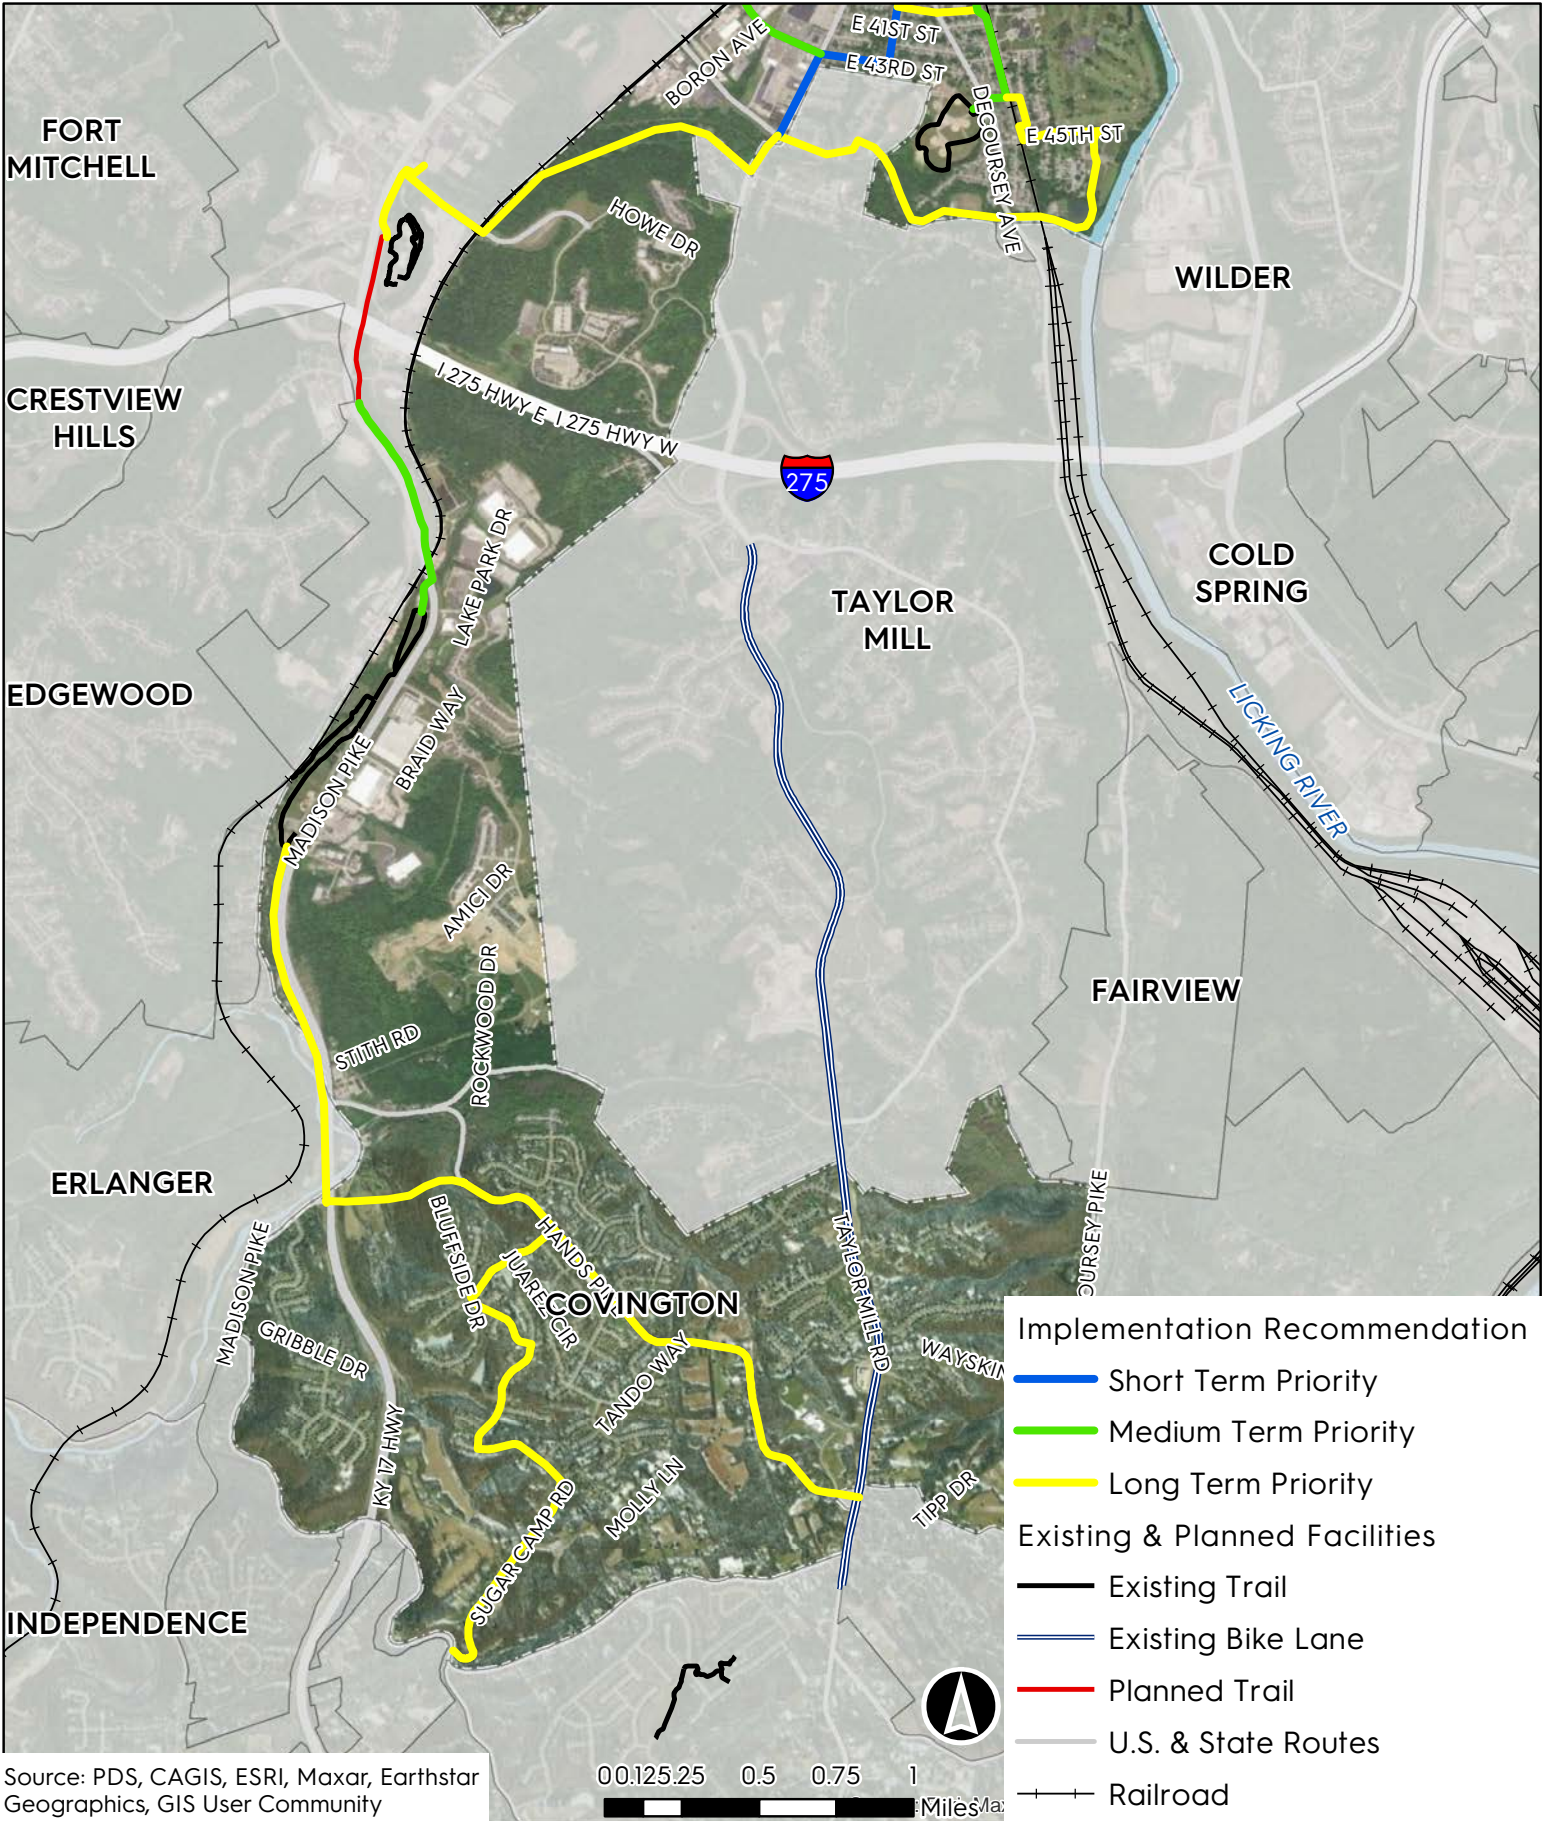 E 41ST ST
BORON AVE
E 43RD ST
DECOURSEY AVE
E 45TH ST
FORT
MITCHELL
HOWE DR
WILDER
I 275 HWY E
I 275 HWY W
275
CRESTVIEW
HILLS
LAKE PARK DR
COLD
SPRING
TAYLOR
MILL
EDGEWOOD
BRAID WAY
LICKING RIVER
MADISON PIKE
AMICI DR
ROCKWOOD DR
FAIRVIEW
STITH RD
ERLANGER
BLUFFSIDE DR
HANDS PIKE
JUAREZ CIR
COVINGTON
TAYLOR MILL RD
OURSEY PIKE
MADISON PIKE
GRIBBLE DR
TANDO WAY
WAYSKIN
KY 17 HWY
MOLLY LN
TIPP DR
SUGAR CAMP RD
INDEPENDENCE
Implementation Recommendation
Short Term Priority
Medium Term Priority
Long Term Priority
Existing & Planned Facilities
Existing Trail
Existing Bike Lane
Planned Trail
U.S. & State Routes
Railroad
Source: PDS, CAGIS, ESRI, Maxar, Earthstar
Geographics, GIS User Community
0 0.125.25 0.5 0.75 1
Miles